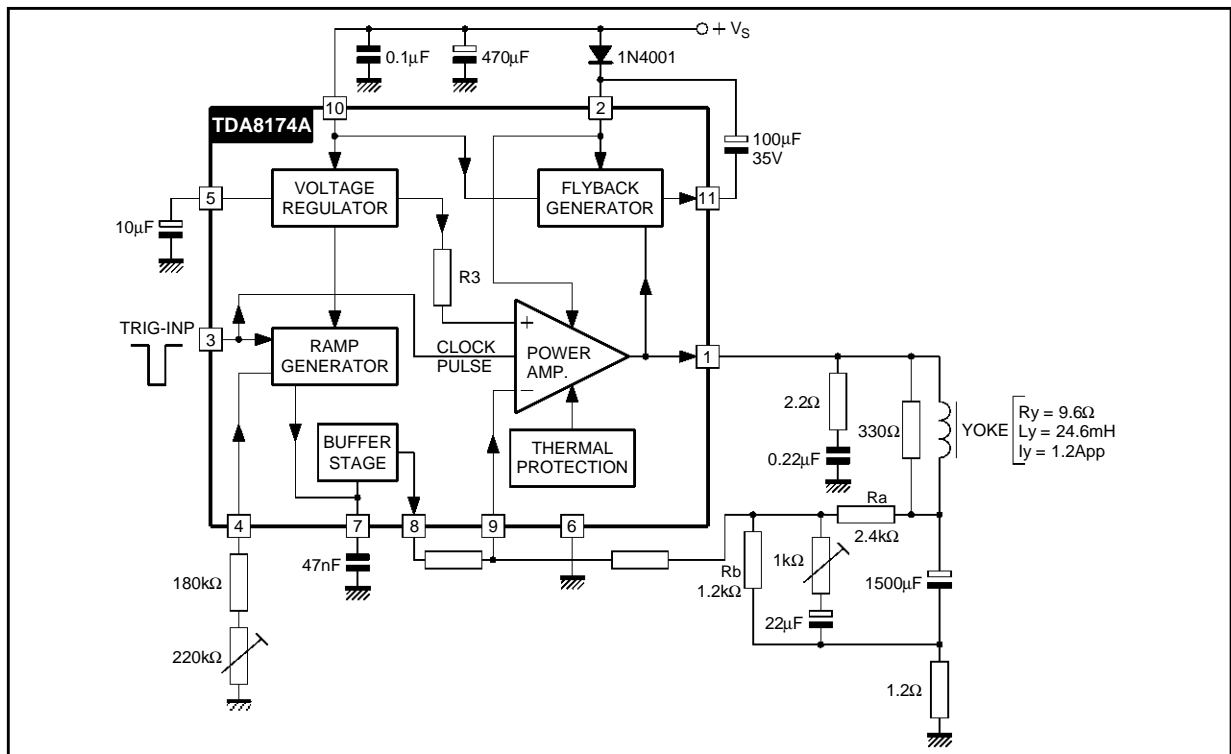 + VS
0.1µF
470µF
1N4001
10
2
TDA8174A
100µF
35V
5
VOLTAGE
REGULATOR
FLYBACK
GENERATOR
11
10µF
R3
TRIG-INP
3
RAMP
GENERATOR
CLOCK
PULSE
+
POWER
AMP.
−
1
2.2Ω
330Ω
YOKE
Ry = 9.6Ω
Ly = 24.6mH
Iy = 1.2App
BUFFER
STAGE
THERMAL
PROTECTION
0.22µF
Ra
2.4kΩ
4
7
8
9
6
47nF
180kΩ
220kΩ
Rb
1.2kΩ
1kΩ
22µF
1500µF
1.2Ω